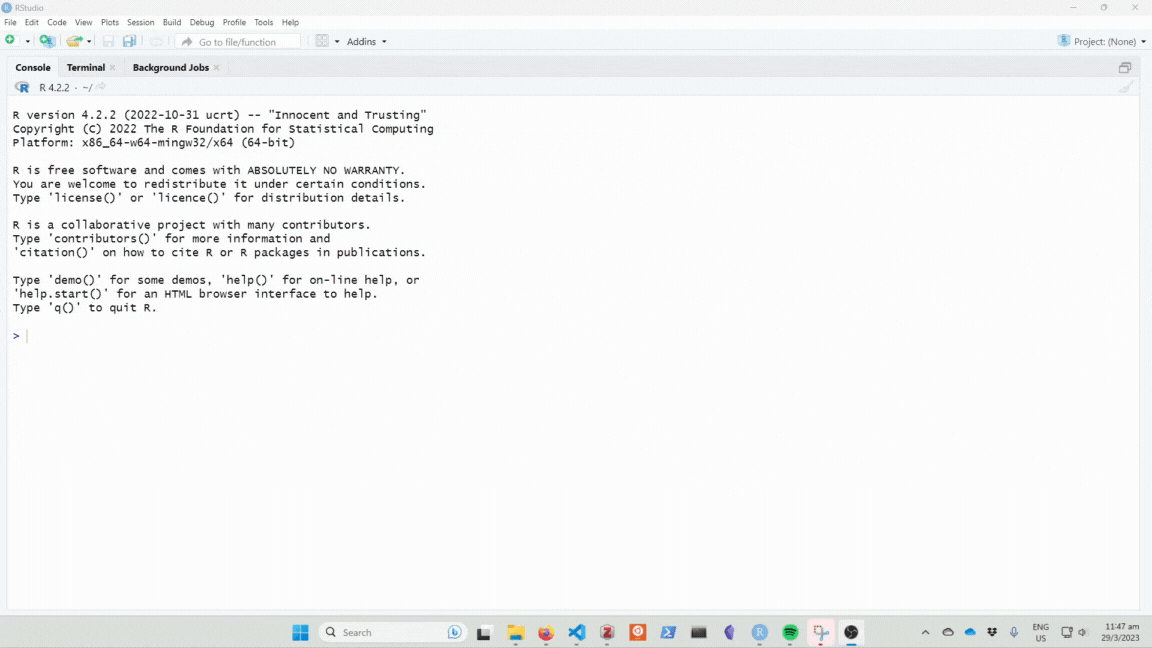 RStudio
File Edit Code View Plots Session Build Debug Profile Tools Help
Go to file/function Addins Project: (None)
Console Terminal Background Jobs
R R 4.2.2 · ~/
R version 4.2.2 (2022-10-31 ucrt) -- "Innocent and Trusting"
Copyright (C) 2022 The R Foundation for Statistical Computing
Platform: x86_64-w64-mingw32/x64 (64-bit)
R is free software and comes with ABSOLUTELY NO WARRANTY.
You are welcome to redistribute it under certain conditions.
Type 'license()' or 'licence()' for distribution details.
R is a collaborative project with many contributors.
Type 'contributors()' for more information and
'citation()' on how to cite R or R packages in publications.
Type 'demo()' for some demos, 'help()' for on-line help, or
'help.start()' for an HTML browser interface to help.
Type 'q()' to quit R.
>
Search ENG 11:47 am
US 29/3/2023